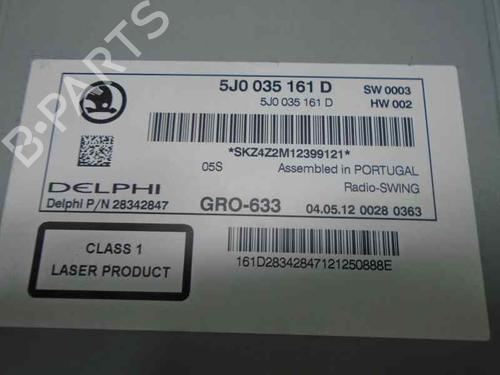 5J0 035 161 D
SW 0003
5J0 035 161 D
HW 002
*SKZ4Z2M12399121*
05S
Assembled in PORTUGAL
Radio-SWING
DELPHI
Delphi P/N 28342847
GRO-633
04.05.12 0028 0363
CLASS 1
LASER PRODUCT
161D28342847121250888E
B-PARTS